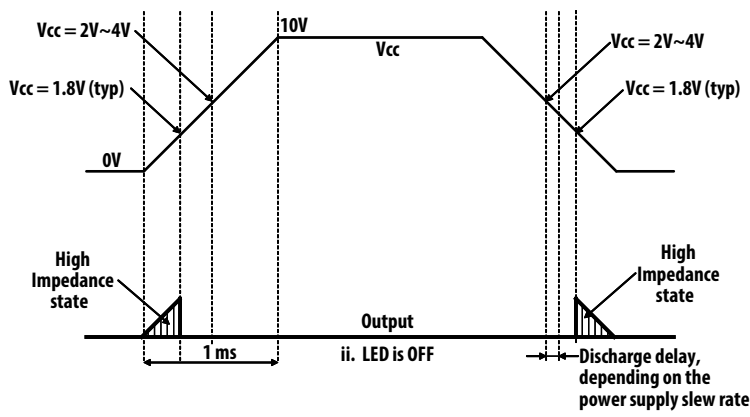 Vcc = 2V~4V
10V
Vcc
Vcc = 2V~4V
Vcc = 1.8V (typ)
Vcc = 1.8V (typ)
0V
High
Impedance
state
High
Impedance
state
Output
1 ms
ii. LED is OFF
Discharge delay,
depending on the
power supply slew rate